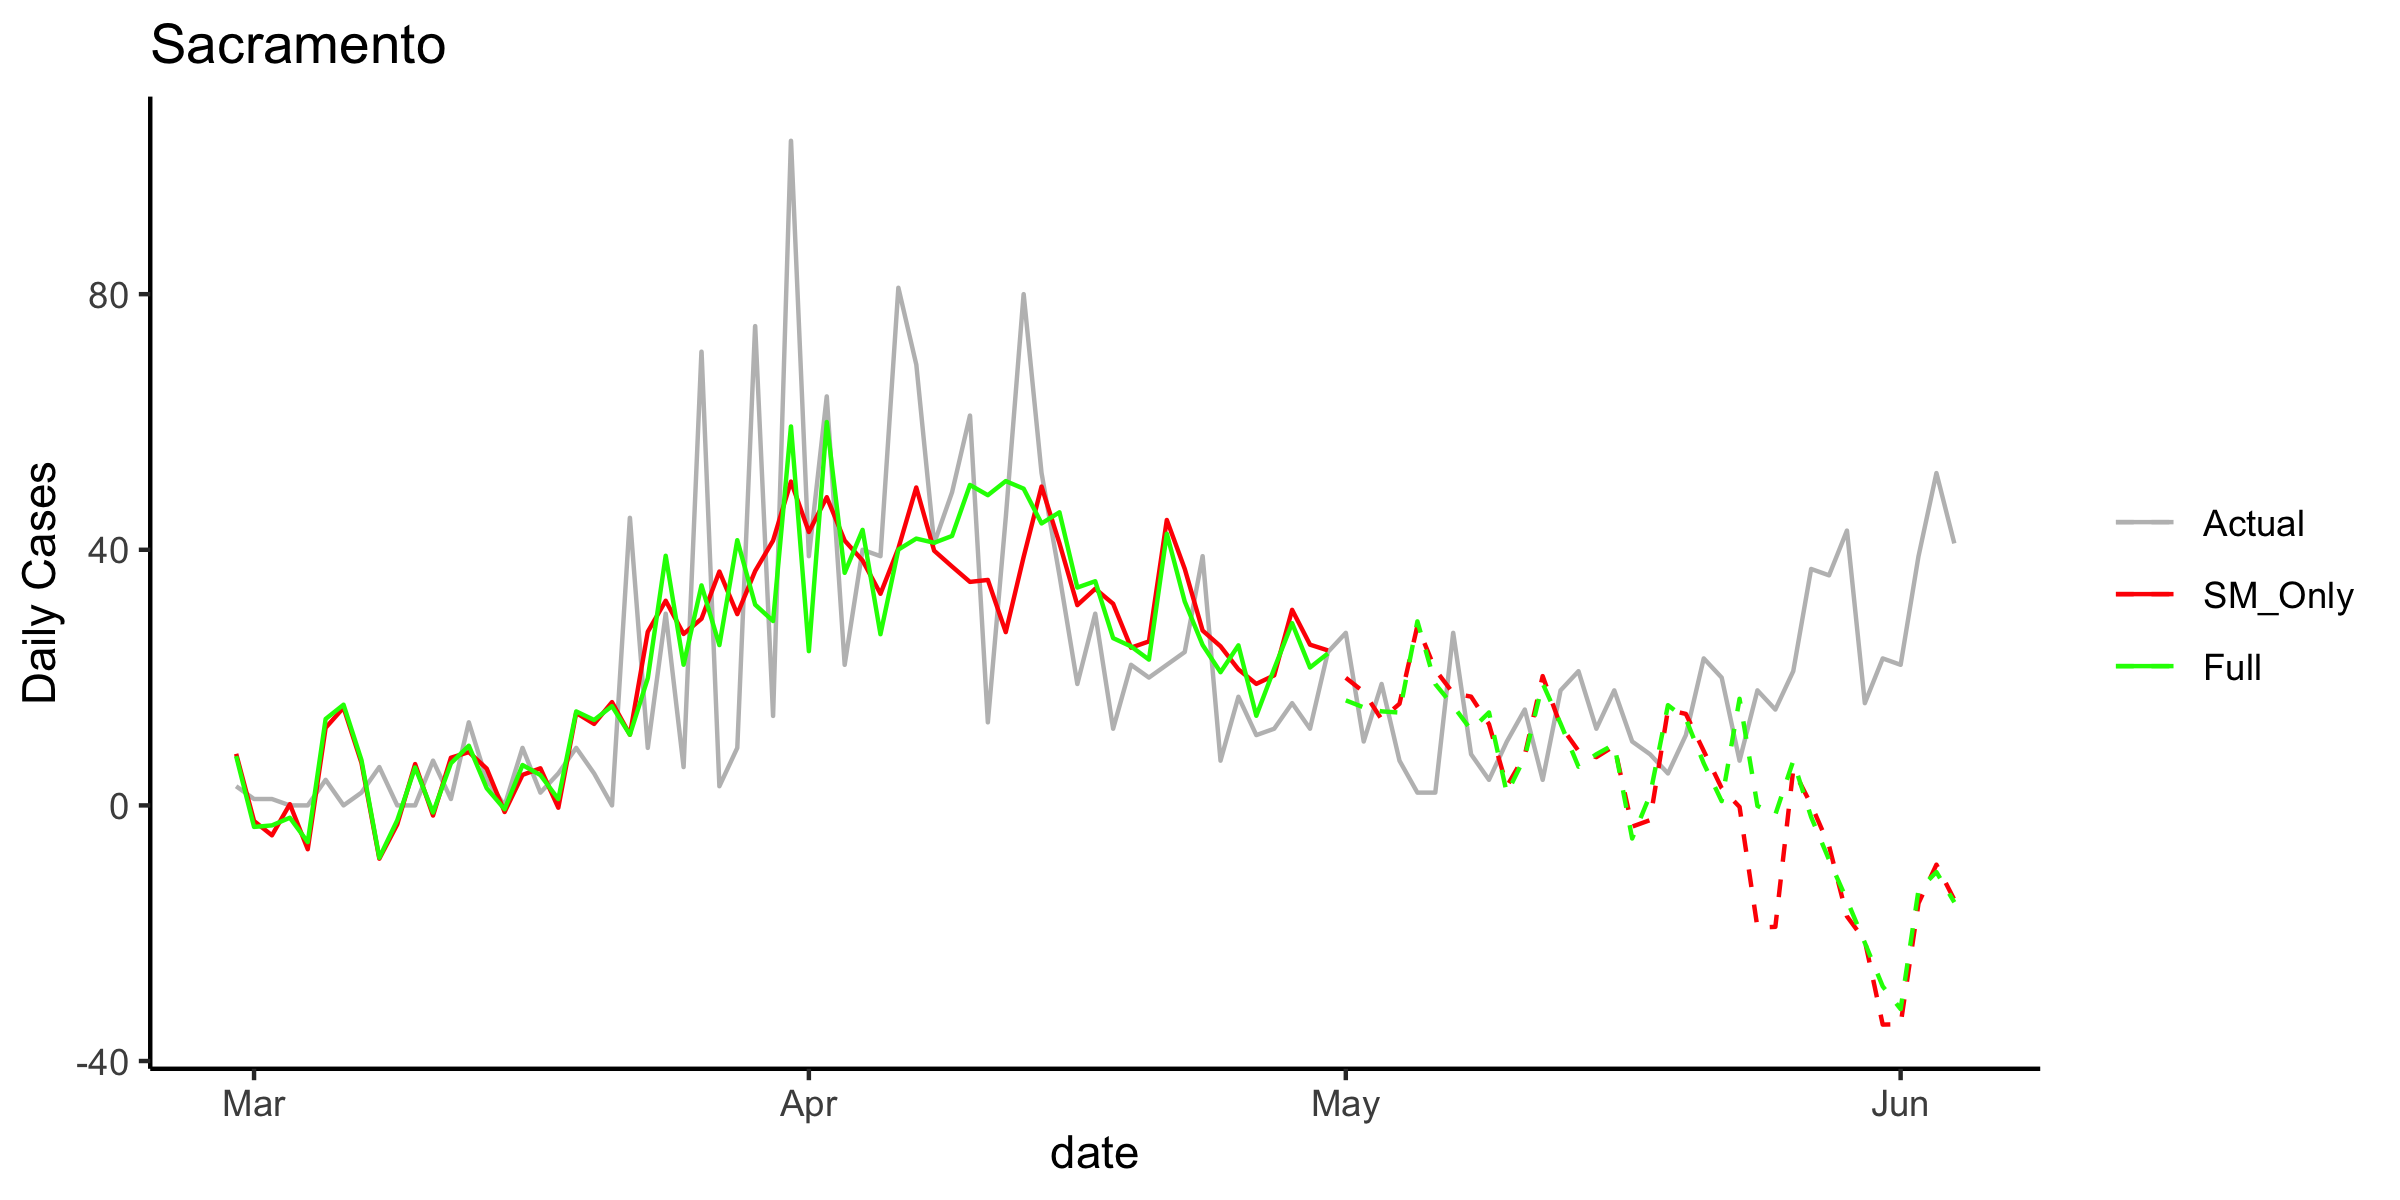 Sacramento
80
40
0
-40
Daily Cases
Mar Apr May Jun
date
Actual
SM_Only
Full